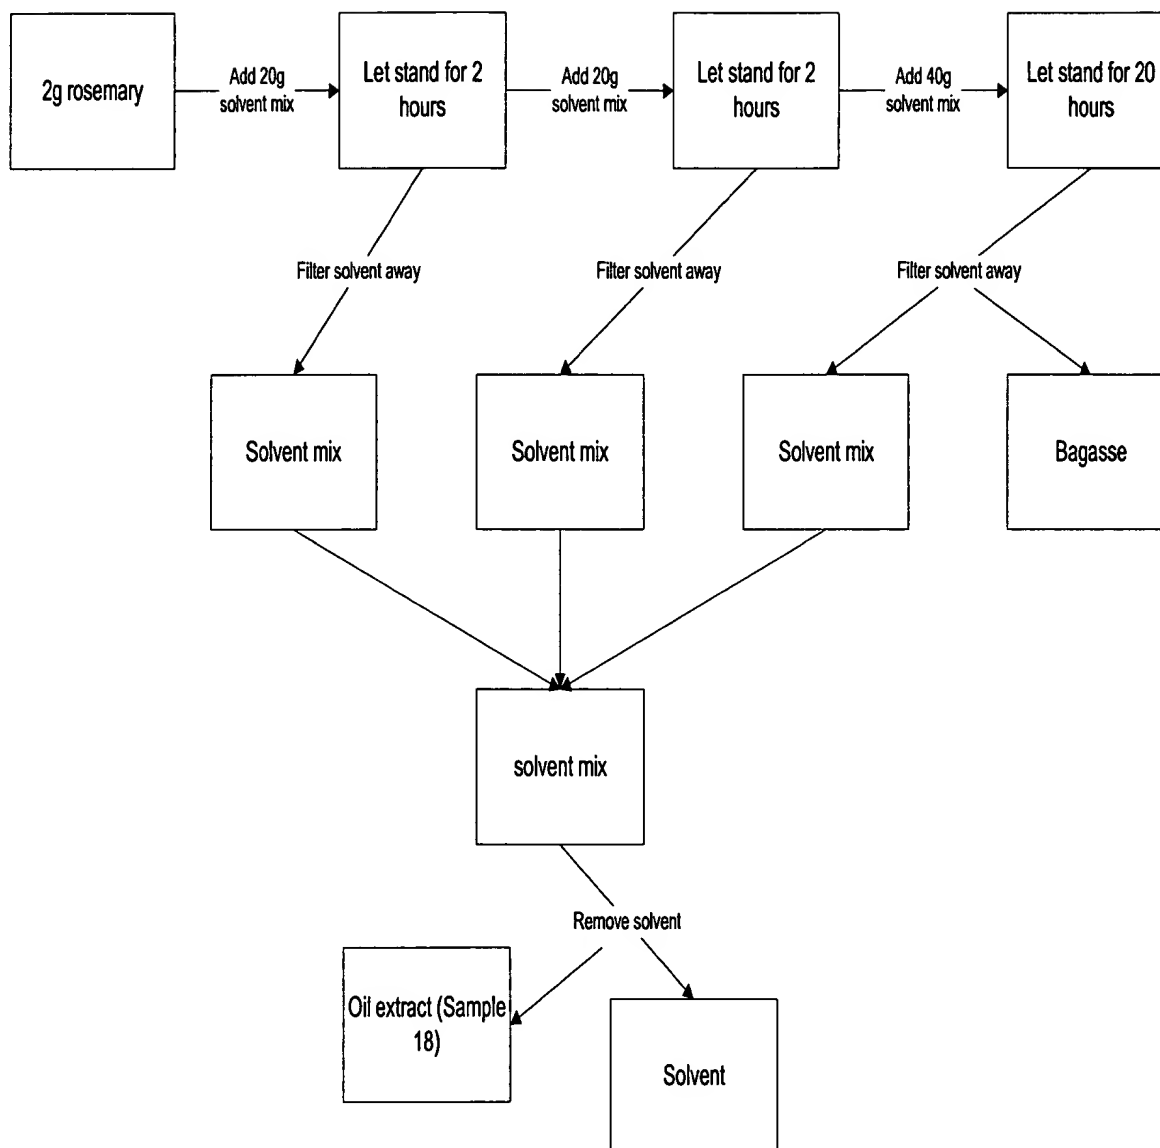 2g rosemary
Add 20g
solvent mix
Let stand for 2
hours
Add 20g
solvent mix
Let stand for 2
hours
Add 40g
solvent mix
Let stand for 20
hours
Filter solvent away
Filter solvent away
Filter solvent away
Solvent mix
Solvent mix
Solvent mix
Bagasse
solvent mix
Remove solvent
Oil extract (Sample
18)
Solvent